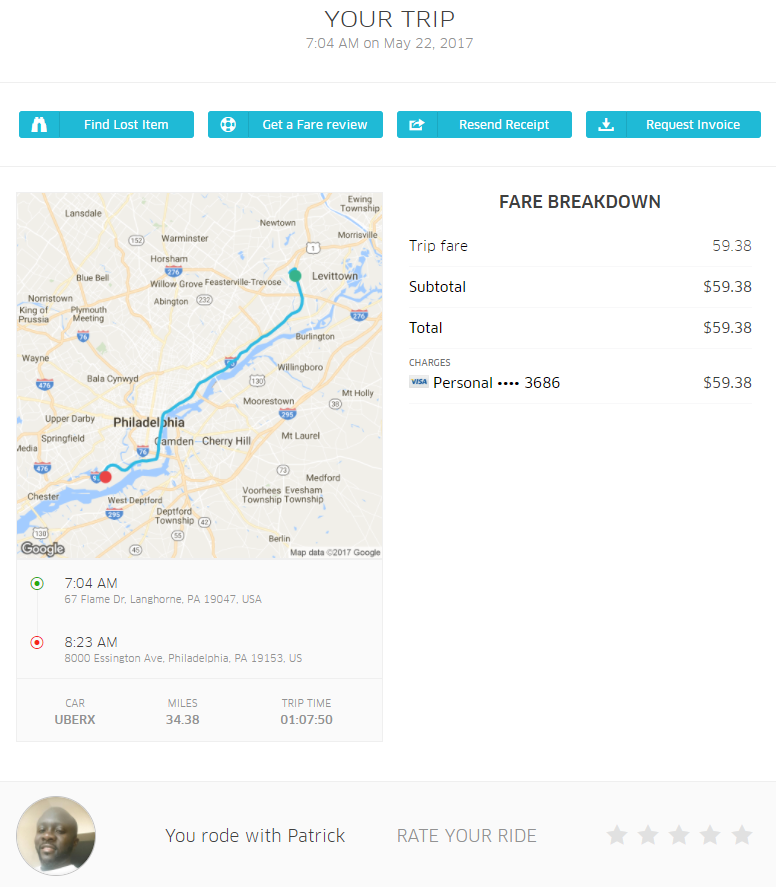 YOUR TRIP
7:04 AM on May 22, 2017
Find Lost Item
Get a Fare review
Resend Receipt
Request Invoice
Ewing
Township
Lansdale
Newtown
Morrisville
152
Warminster
1
Horsham
276
Blue Bell
Willow Grove
Feasterville-Trevose
Levittown
Norristown
Abington
232
King of
Prussia
Plymouth
Meeting
276
76
Burlington
Wayne
Willingboro
476
Bala Cynwyd
130
Mt Holly
Moorestown
38
295
Upper Darby
Philadelphia
Springfield
Camden
Cherry Hill
Mt Laurel
Media
76
476
73
Medford
Chester
West Deptford
Voorhees
Township
Evesham
Township
295
Deptford
Township
42
138
55
Berlin
45
Google
Map data ©2017 Google
7:04 AM
67 Flame Dr, Langhorne, PA 19047, USA
8:23 AM
8000 Essington Ave, Philadelphia, PA 19153, US
CAR
MILES
TRIP TIME
UBERX
34.38
01:07:50
FARE BREAKDOWN
Trip fare 59.38
Subtotal $59.38
Total $59.38
CHARGES
VISA Personal •••• 3686 $59.38
You rode with Patrick
RATE YOUR RIDE